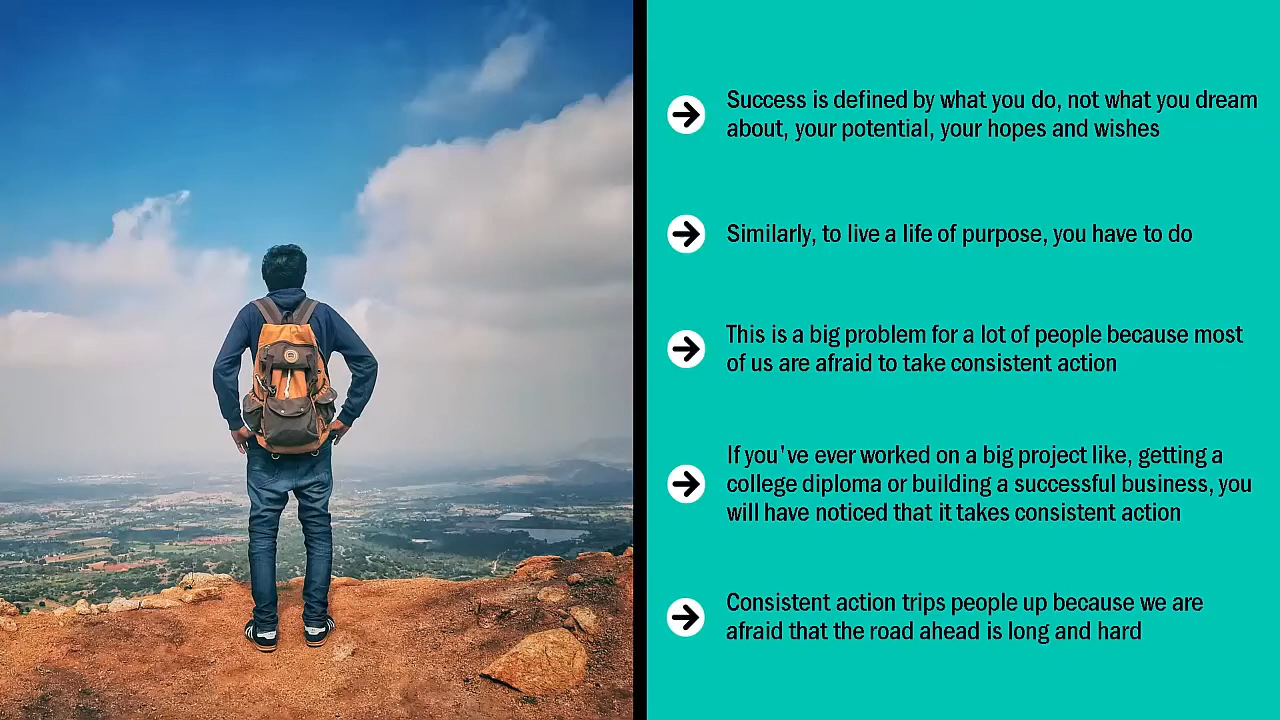 Success is defined by what you do, not what you dream
about, your potential, your hopes and wishes
Similarly, to live a life of purpose, you have to do
This is a big problem for a lot of people because most
of us are afraid to take consistent action
If you've ever worked on a big project like, getting a
college diploma or building a successful business, you
will have noticed that it takes consistent action
Consistent action trips people up because we are
afraid that the road ahead is long and hard